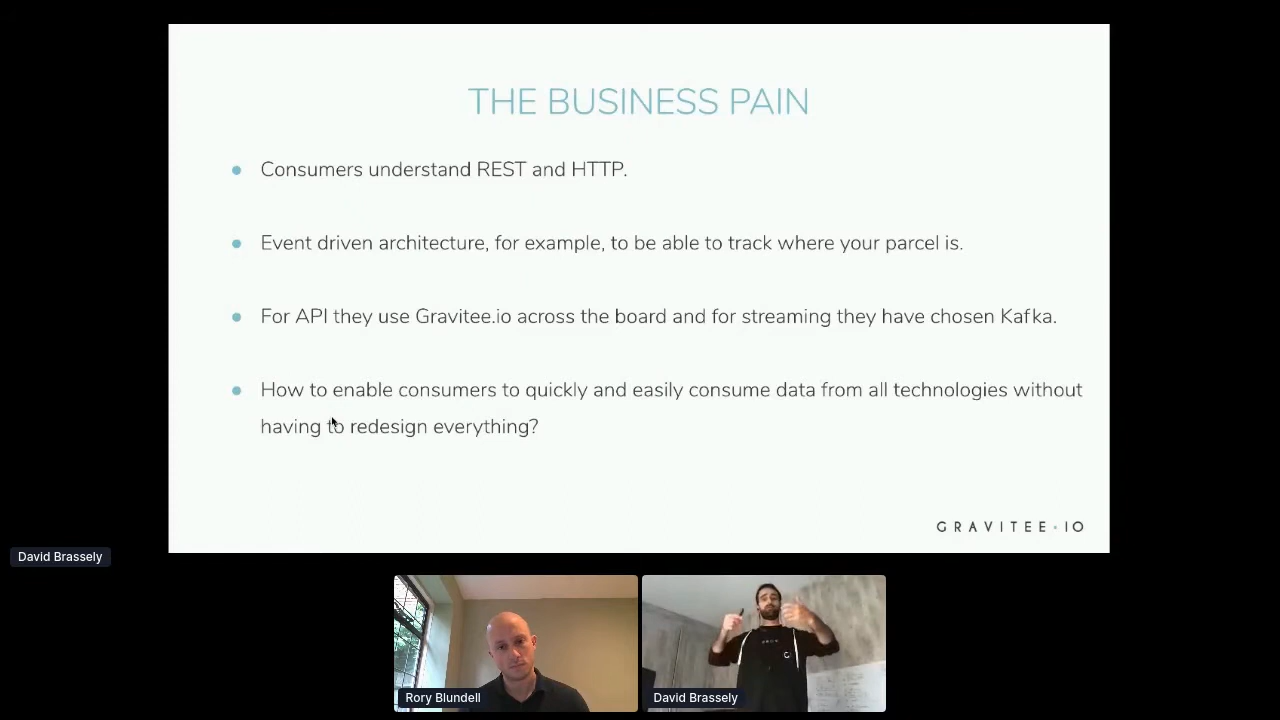 THE BUSINESS PAIN
Consumers understand REST and HTTP.
Event driven architecture, for example, to be able to track where your parcel is.
For API they use Gravitee.io across the board and for streaming they have chosen Kafka.
How to enable consumers to quickly and easily consume data from all technologies without
having to redesign everything?
GRAVITEE·IO
David Brassely
Rory Blundell
David Brassely